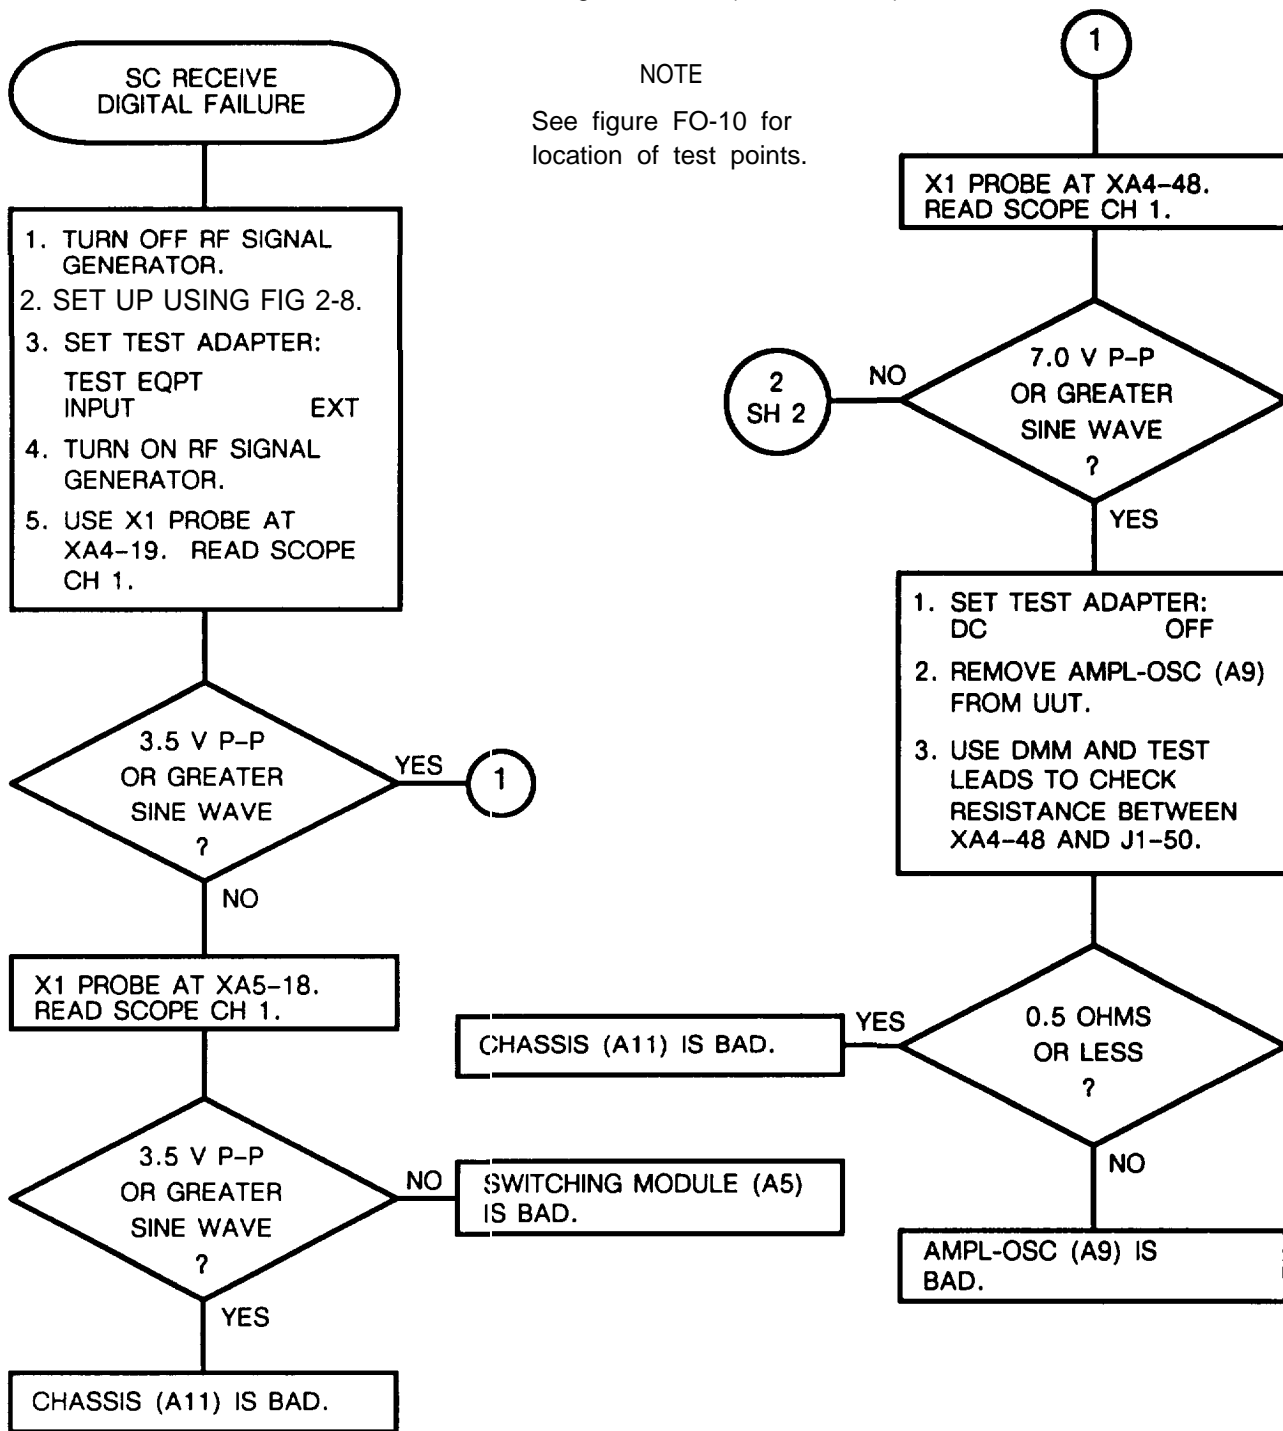 SC RECEIVE
DIGITAL FAILURE
1. TURN OFF RF SIGNAL
GENERATOR.
2. SET UP USING FIG 2-8.
3. SET TEST ADAPTER:
TEST EQPT
INPUT EXT
4. TURN ON RF SIGNAL
GENERATOR.
5. USE X1 PROBE AT
XA4-19. READ SCOPE
CH 1.
3.5 V P-P
OR GREATER
SINE WAVE
?
YES
1
NO
X1 PROBE AT XA5-18.
READ SCOPE CH 1.
3.5 V P-P
OR GREATER
SINE WAVE
?
NO
SWITCHING MODULE (A5)
IS BAD.
YES
CHASSIS (A11) IS BAD.
NOTE
See figure FO-10 for
location of test points.
1
X1 PROBE AT XA4-48.
READ SCOPE CH 1.
7.0 V P-P
OR GREATER
SINE WAVE
?
NO
2
SH 2
YES
1. SET TEST ADAPTER:
DC OFF
2. REMOVE AMPL-OSC (A9)
FROM UUT.
3. USE DMM AND TEST
LEADS TO CHECK
RESISTANCE BETWEEN
XA4-48 AND J1-50.
0.5 OHMS
OR LESS
?
YES
CHASSIS (A11) IS BAD.
NO
AMPL-OSC (A9) IS
BAD.